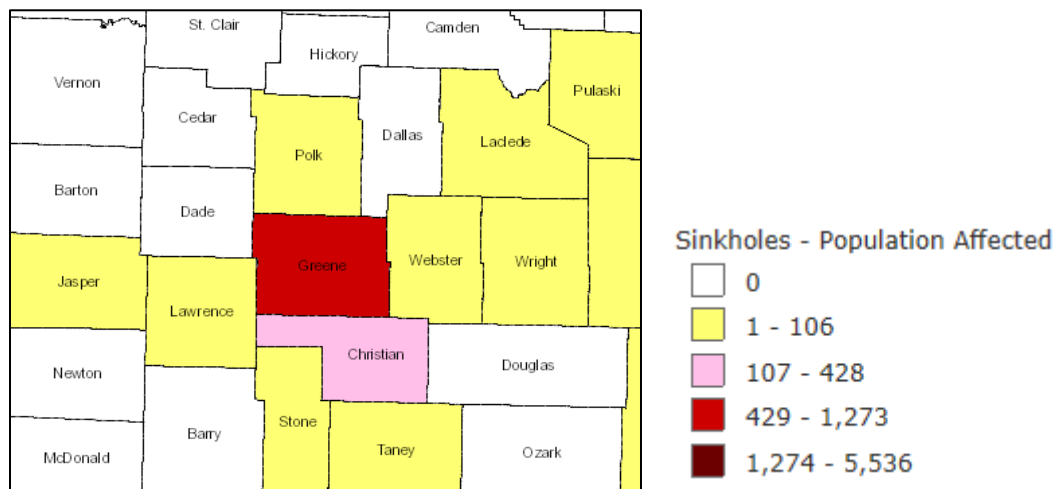 St. Clair
Camden
Hickory
Vernon
Pulaski
Cedar
Dallas
Laclede
Polk
Barton
Dade
Greene
Webster
Wright
Jasper
Lawrence
Christian
Douglas
Newton
Stone
Barry
Taney
Ozark
McDonald
Sinkholes - Population Affected
0
1 - 106
107 - 428
429 - 1,273
1,274 - 5,536